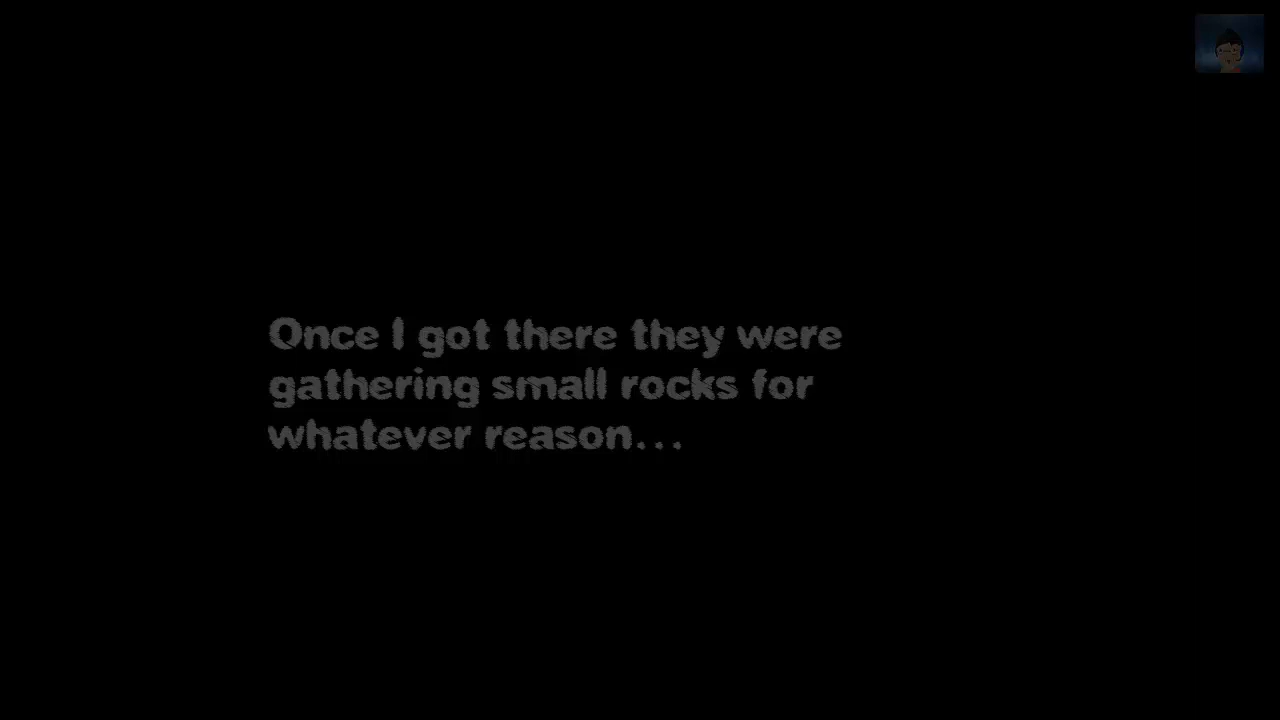 Once I got there they were
gathering small rocks for
whatever reason...